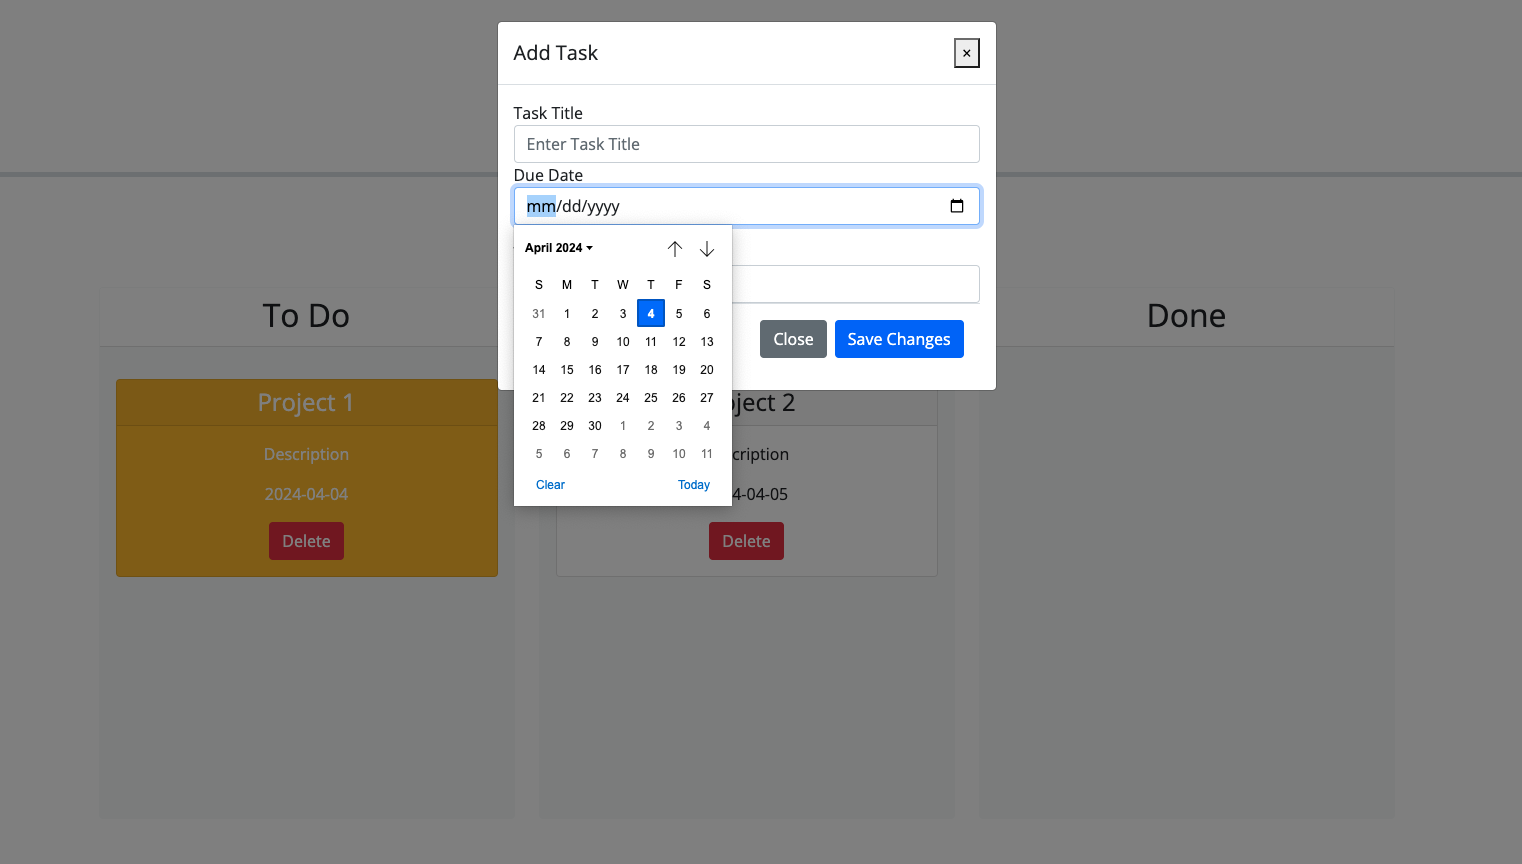 Add Task
×
Task Title
Enter Task Title
Due Date
mm/dd/yyyy
April 2024
S M T W T F S
31 1 2 3 4 5 6
7 8 9 10 11 12 13
14 15 16 17 18 19 20
21 22 23 24 25 26 27
28 29 30 1 2 3 4
5 6 7 8 9 10 11
Clear Today
Close Save Changes
To Do
Project 1
Description
2024-04-04
Delete
ject 2
cription
4-04-05
Delete
Done